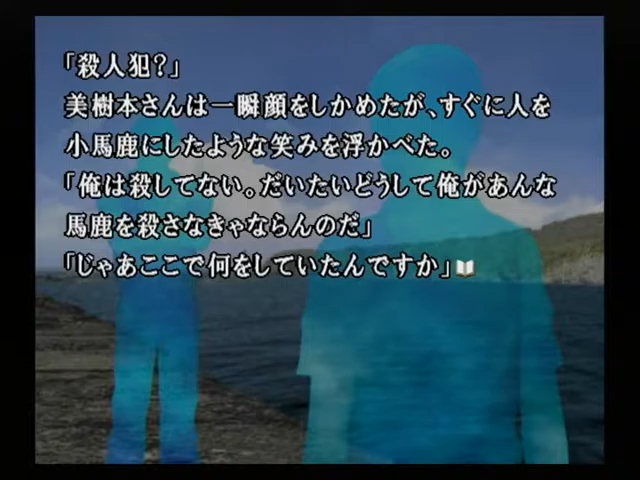 「殺人犯？」
美樹本さんは一瞬顔をしかめたが、すぐに人を
小馬鹿にしたような笑みを浮かべた。
「俺は殺してない。だいたいどうして俺があんな
馬鹿を殺さなきゃならんのだ」
「じゃあここで何をしていたんですか」